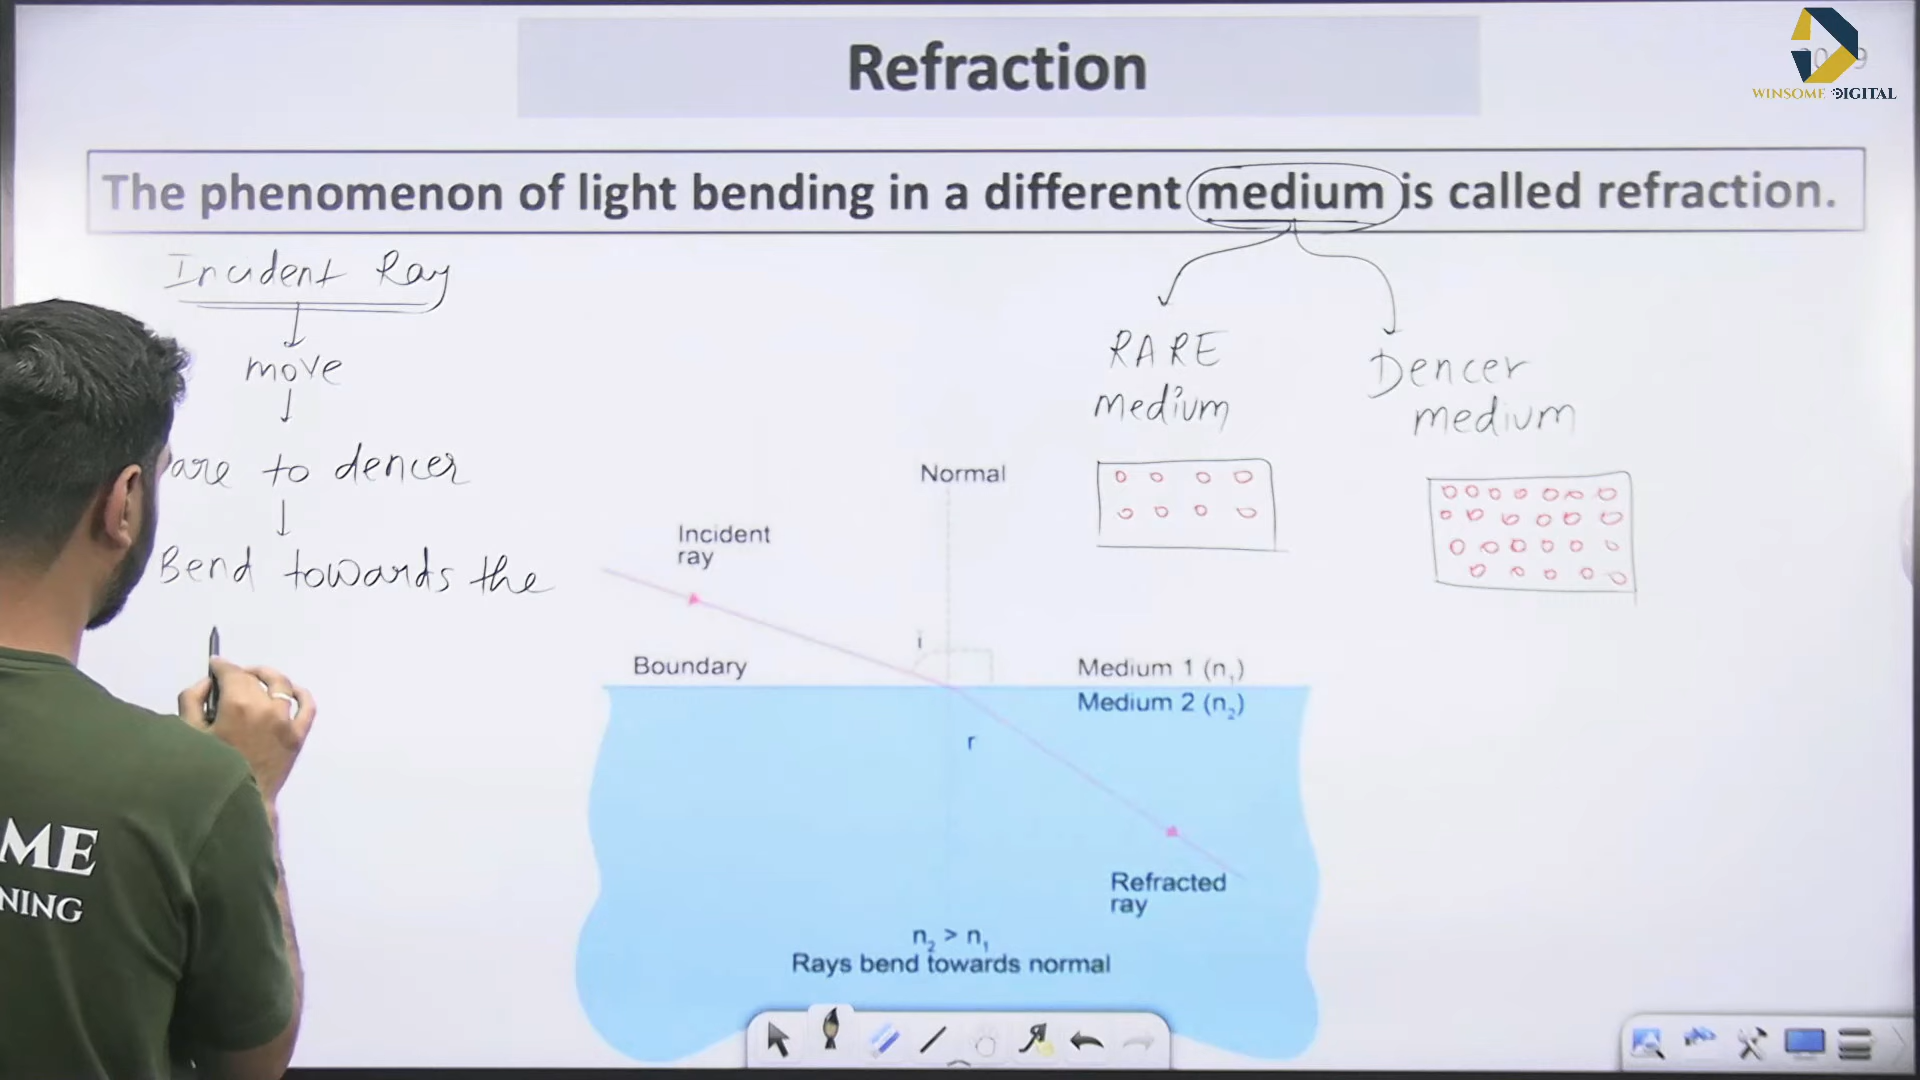 Refraction
WINSOME DIGITAL
The phenomenon of light bending in a different medium is called refraction.
Incident Ray
move
are to dencer
Bend towards the
RARE
medium
Dencer
medium
Normal
Incident
ray
i
Boundary
Medium 1 (n₁)
Medium 2 (n₂)
r
Refracted
ray
n₂ > n₁
Rays bend towards normal
ME
NING